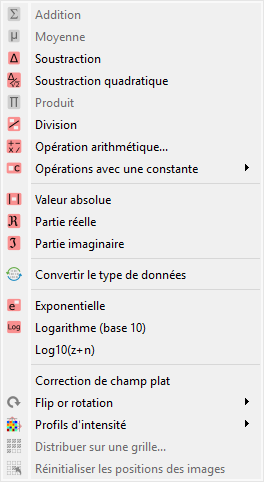 Σ Addition
μ Moyenne
Δ Soustraction
Δ/√2 Soustraction quadratique
Π Produit
Division
Opération arithmétique...
C Opérations avec une constante
Valeur absolue
ℜ Partie réelle
ℑ Partie imaginaire
Convertir le type de données
e Exponentielle
Log Logarithme (base 10)
Log10(z+n)
Correction de champ plat
Flip or rotation
Profils d'intensité
Distribuer sur une grille...
Réinitialiser les positions des images